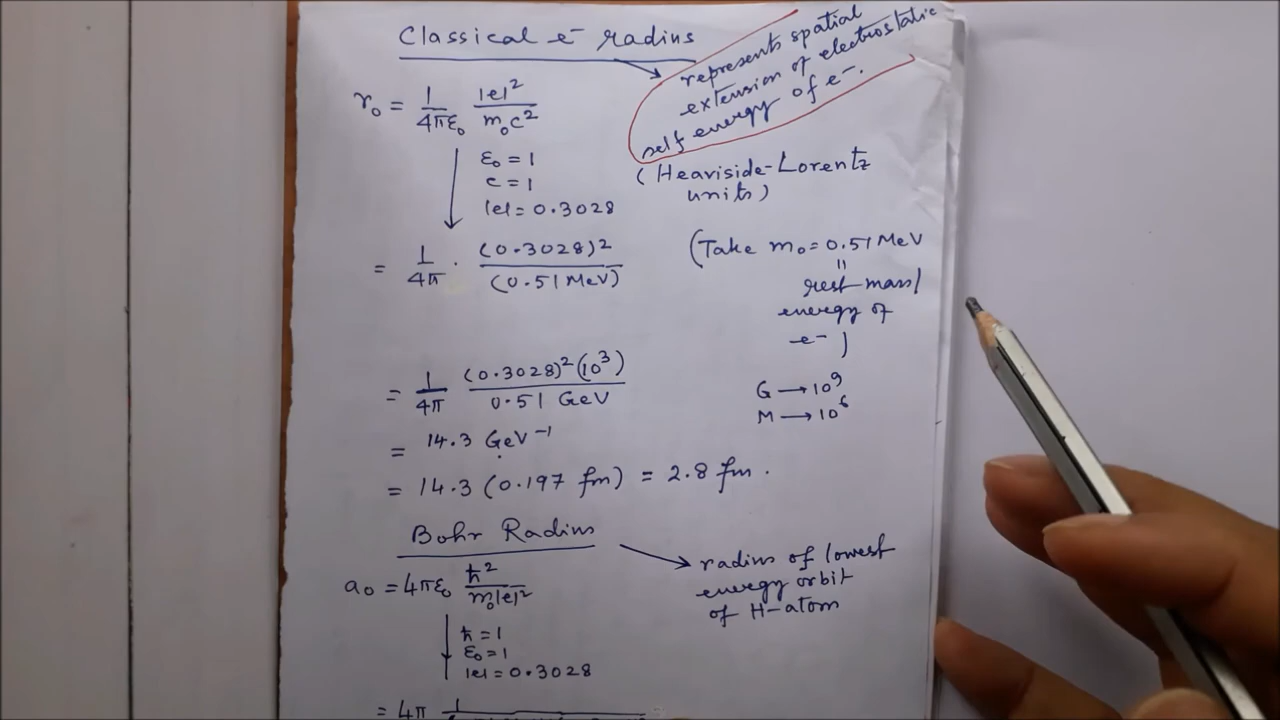 Classical e⁻ radius
represents spatial
extension of electrostatic
self energy of e⁻.
r₀ = 1/4πε₀ |e|²/m₀c²
ε₀ = 1
c = 1
|e| = 0.3028
(Heaviside-Lorentz
units)
= 1/4π · (0.3028)²/(0.51 MeV)
(Take m₀ = 0.51 MeV
=
rest mass/
energy of
e⁻)
= 1/4π (0.3028)²(10³)/0.51 GeV
G → 10⁹
M → 10⁶
= 14.3 GeV⁻¹
= 14.3 (0.197 fm) = 2.8 fm.
Bohr Radius
radius of lowest
energy orbit
of H-atom
a₀ = 4πε₀ ħ²/m₀|e|²
ħ = 1
ε₀ = 1
|e| = 0.3028
= 4π 1